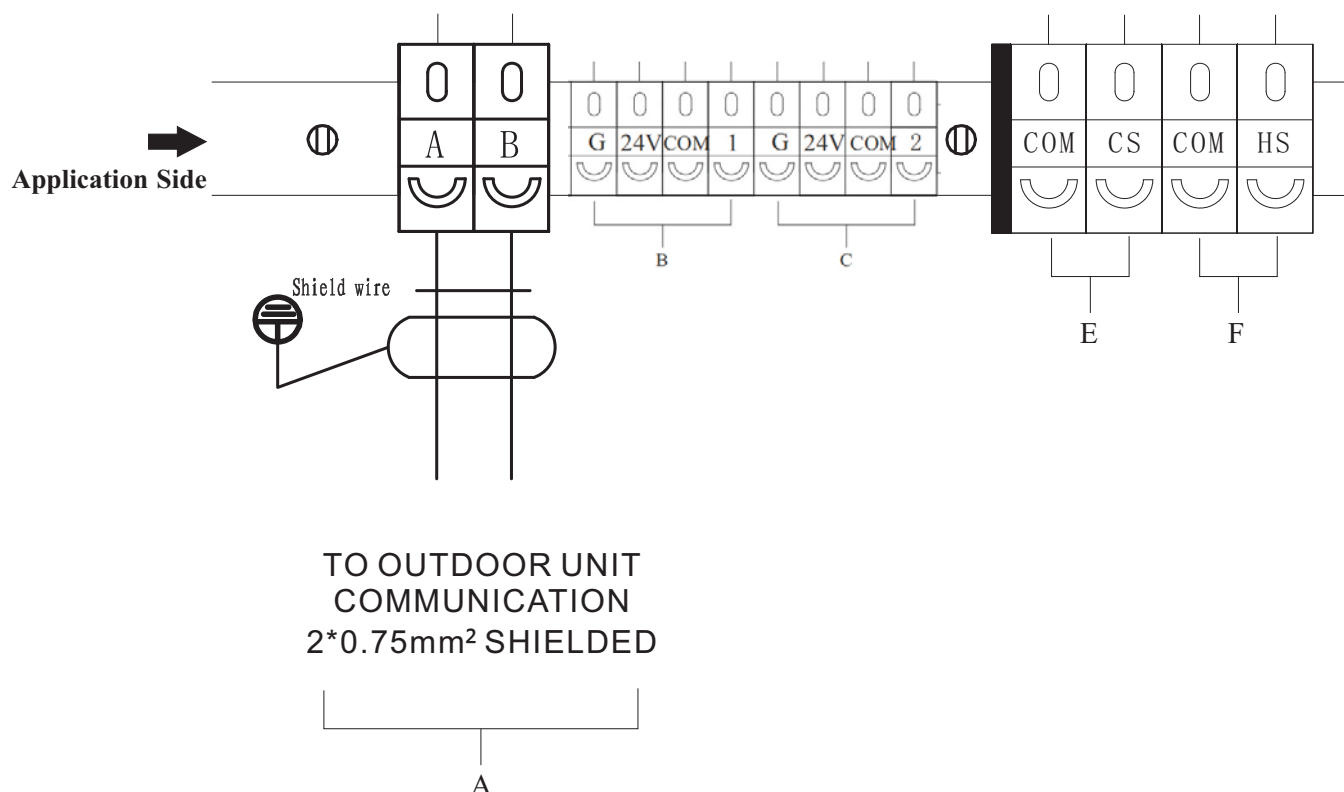 A B G 24V COM 1 G 24V COM 2 COM CS COM HS
Application Side
B C
Shield wire
E F
TO OUTDOOR UNIT
COMMUNICATION
2*0.75mm² SHIELDED
A